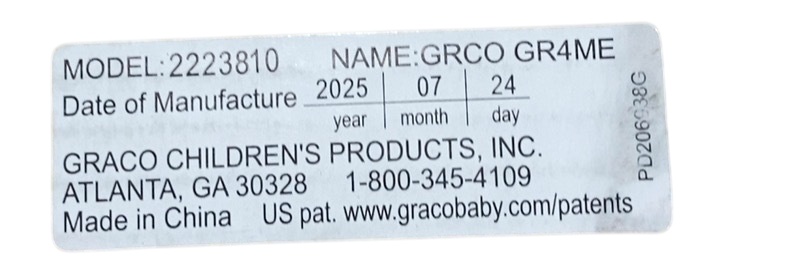 MODEL:2223810 NAME:GRCO GR4ME
Date of Manufacture 2025 07 24
year month day
GRACO CHILDREN'S PRODUCTS, INC.
ATLANTA, GA 30328 1-800-345-4109
Made in China US pat. www.gracobaby.com/patents